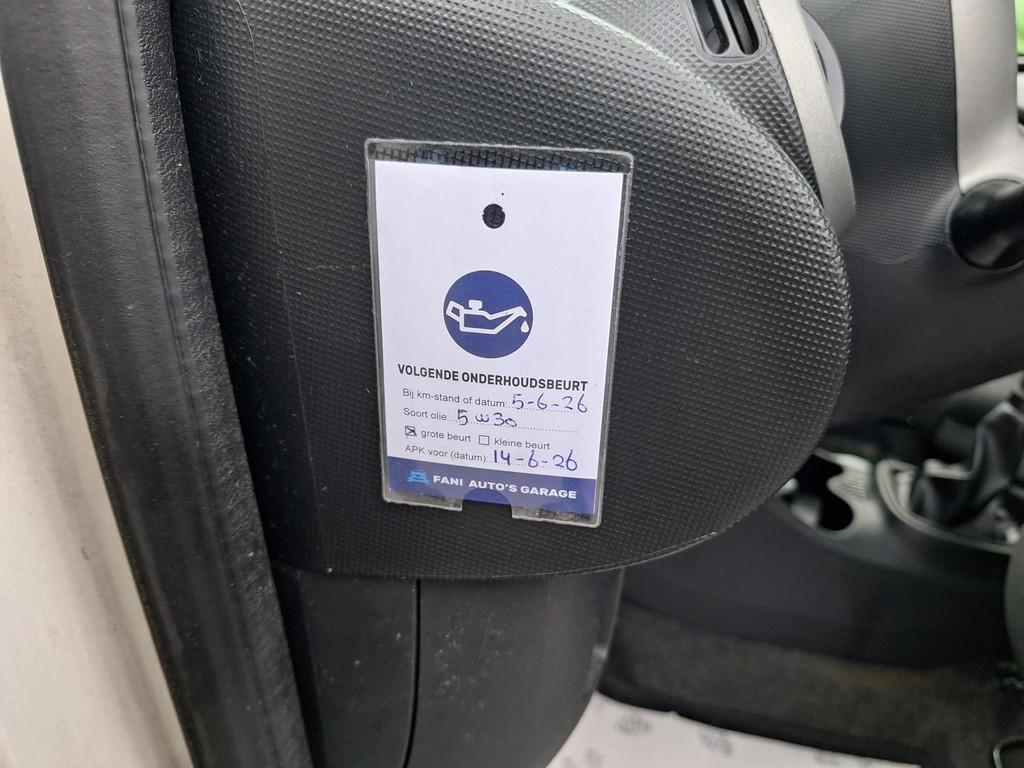 VOLGENDE ONDERHOUDSBEURT
Bij km-stand of datum: 5-6-26
Soort olie: 5w30
grote beurt kleine beurt
APK voor (datum): 14-6-26
FANI AUTO'S GARAGE